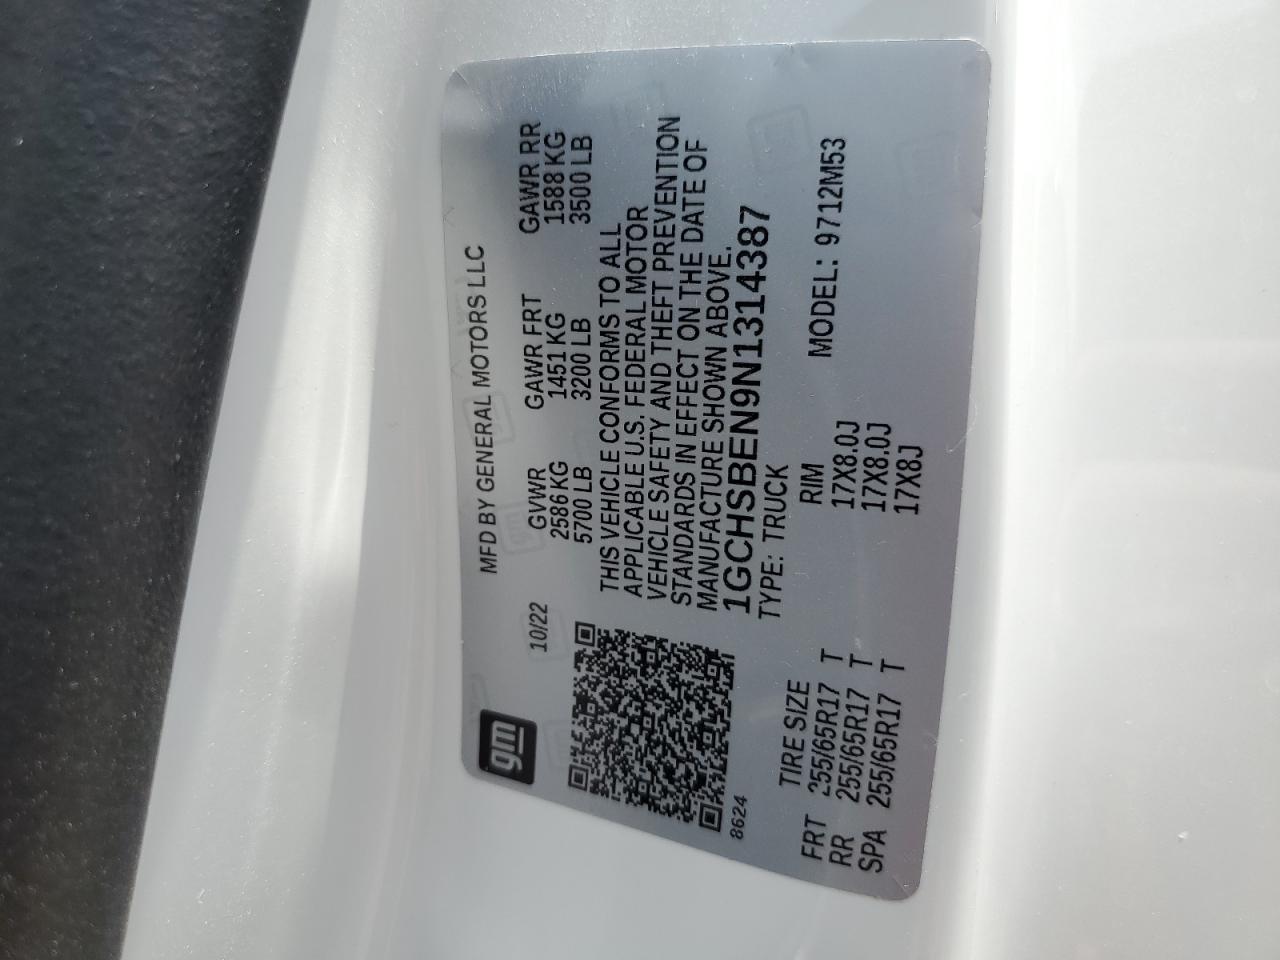 gm
10/22
MFD BY GENERAL MOTORS LLC
GVWR GAWR FRT GAWR RR
2586 KG 1451 KG 1588 KG
5700 LB 3200 LB 3500 LB
THIS VEHICLE CONFORMS TO ALL
APPLICABLE U.S. FEDERAL MOTOR
VEHICLE SAFETY AND THEFT PREVENTION
STANDARDS IN EFFECT ON THE DATE OF
MANUFACTURE SHOWN ABOVE.
1GCHSBEN9N1314387
8624
TYPE: TRUCK
TIRE SIZE RIM MODEL: 9712M53
FRT 255/65R17 T 17X8.0J
RR 255/65R17 T 17X8.0J
SPA 255/65R17 T 17X8J